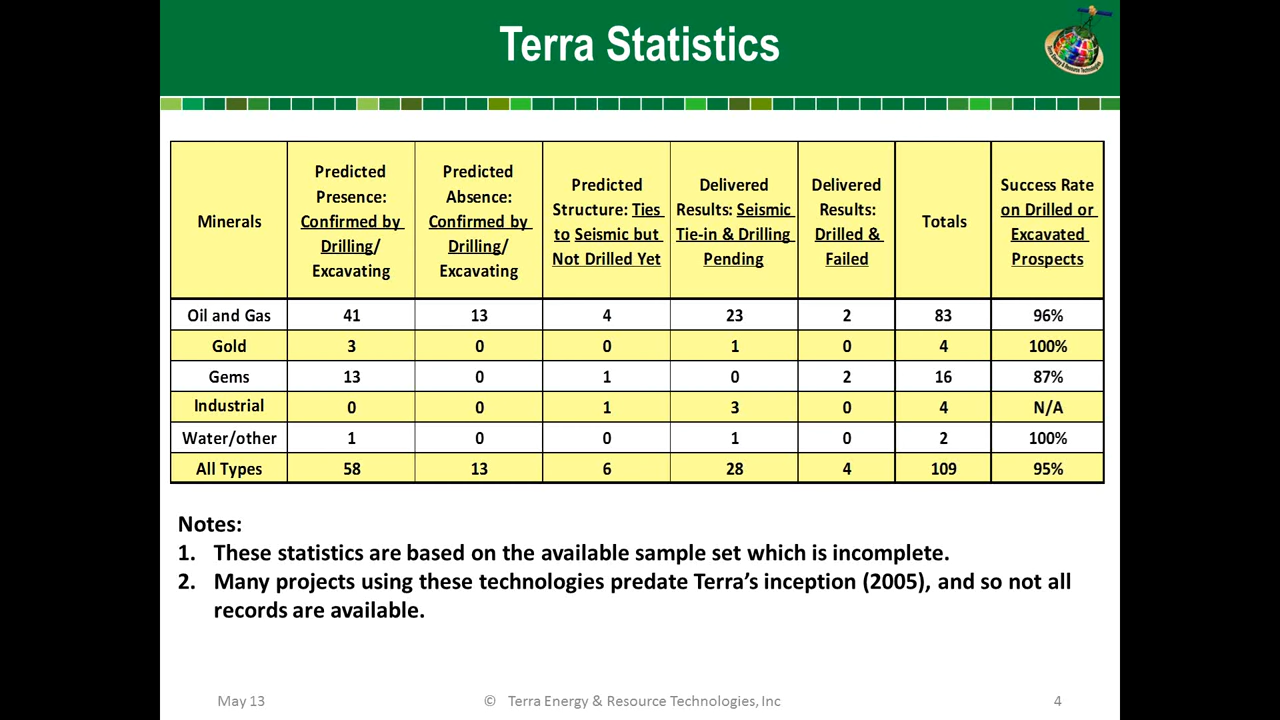 Terra Statistics
Terra Energy & Resource Technologies
Minerals
Predicted
Presence:
Confirmed by
Drilling/
Excavating
Predicted
Absence:
Confirmed by
Drilling/
Excavating
Predicted
Structure: Ties
to Seismic but
Not Drilled Yet
Delivered
Results: Seismic
Tie-in & Drilling
Pending
Delivered
Results:
Drilled &
Failed
Totals
Success Rate
on Drilled or
Excavated
Prospects
Oil and Gas 41 13 4 23 2 83 96%
Gold 3 0 0 1 0 4 100%
Gems 13 0 1 0 2 16 87%
Industrial 0 0 1 3 0 4 N/A
Water/other 1 0 0 1 0 2 100%
All Types 58 13 6 28 4 109 95%
Notes:
1. These statistics are based on the available sample set which is incomplete.
2. Many projects using these technologies predate Terra’s inception (2005), and so not all
records are available.
May 13 © Terra Energy & Resource Technologies, Inc 4